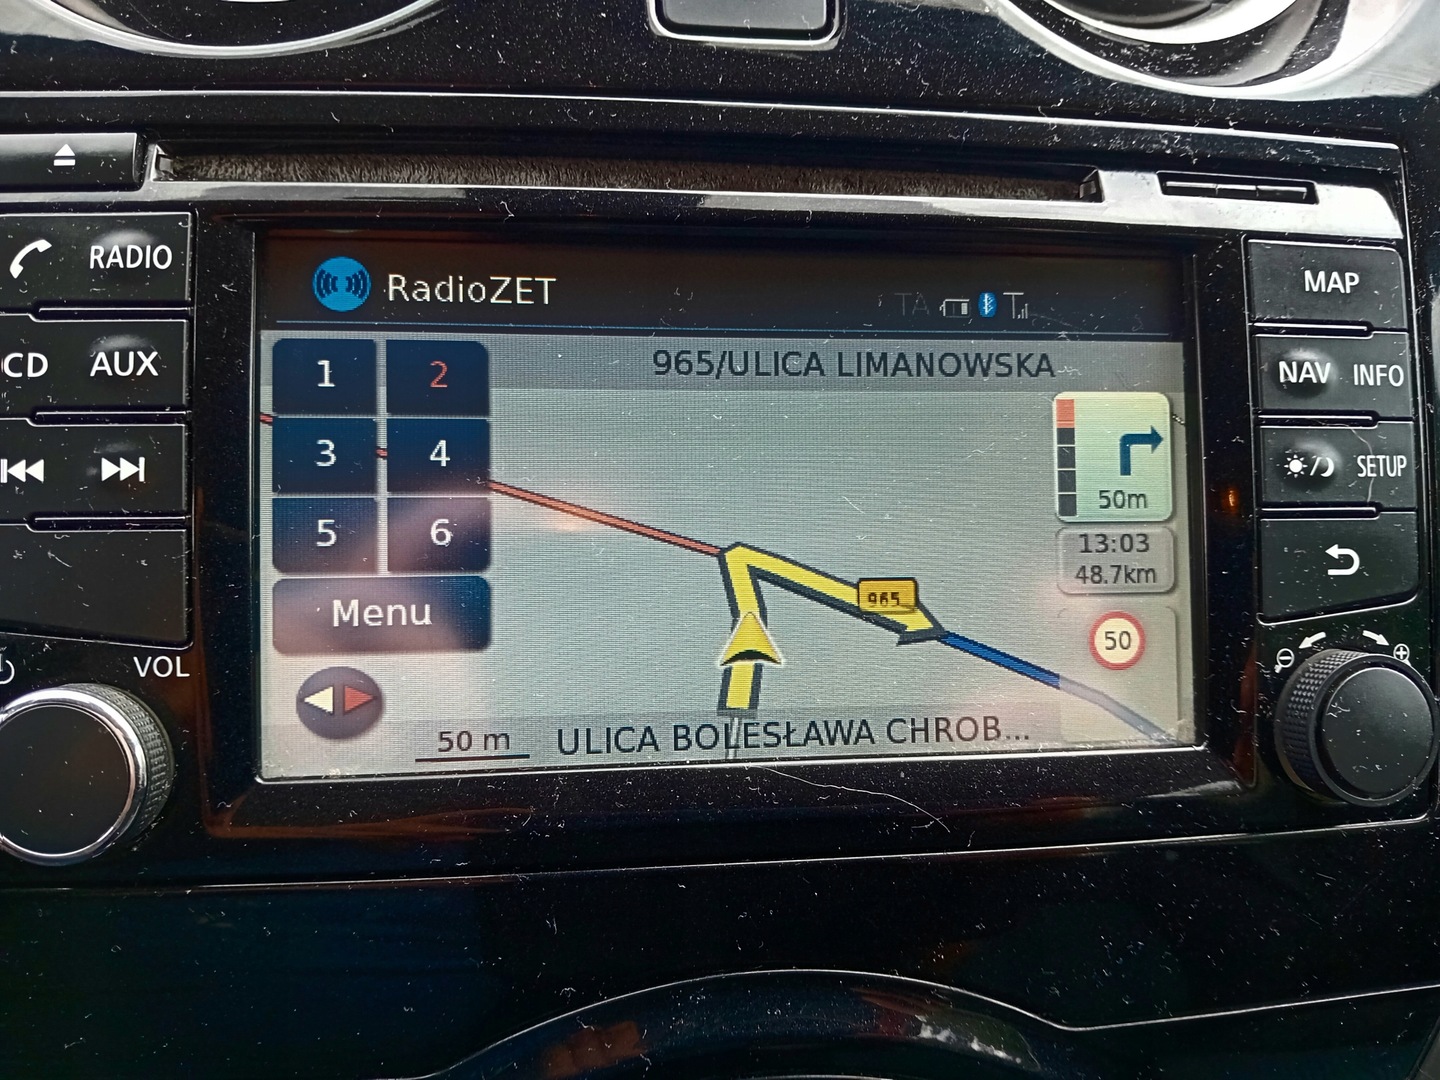 RADIO
CD AUX
VOL
RadioZET
TA
965/ULICA LIMANOWSKA
1 2
3 4
5 6
Menu
50m
13:03
48.7km
965
50
50 m
ULICA BOLESŁAWA CHROB...
MAP
NAV INFO
SETUP